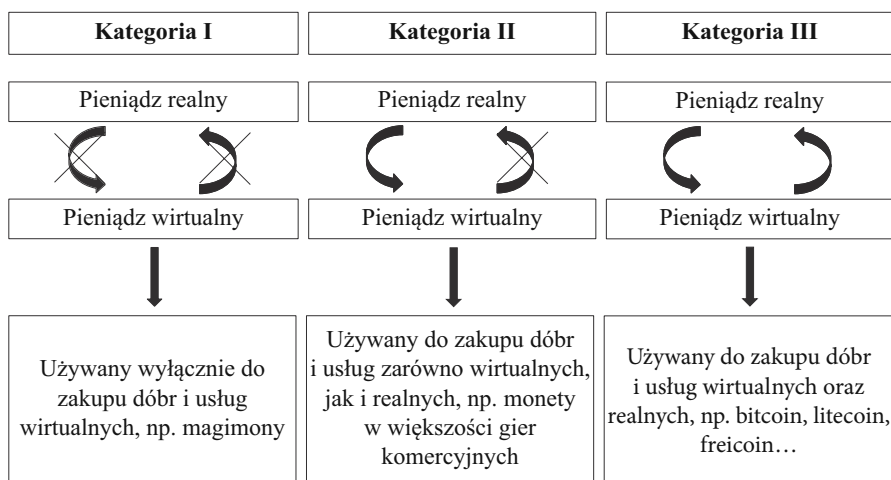 Kategoria I
Kategoria II
Kategoria III
Pieniądz realny
Pieniądz realny
Pieniądz realny
Pieniądz wirtualny
Pieniądz wirtualny
Pieniądz wirtualny
Używany wyłącznie do
zakupu dóbr i usług
wirtualnych, np. magimony
Używany do zakupu dóbr
i usług zarówno wirtualnych,
jak i realnych, np. monety
w większości gier
komercyjnych
Używany do zakupu dóbr
i usług wirtualnych oraz
realnych, np. bitcoin, litecoin,
freicoin…